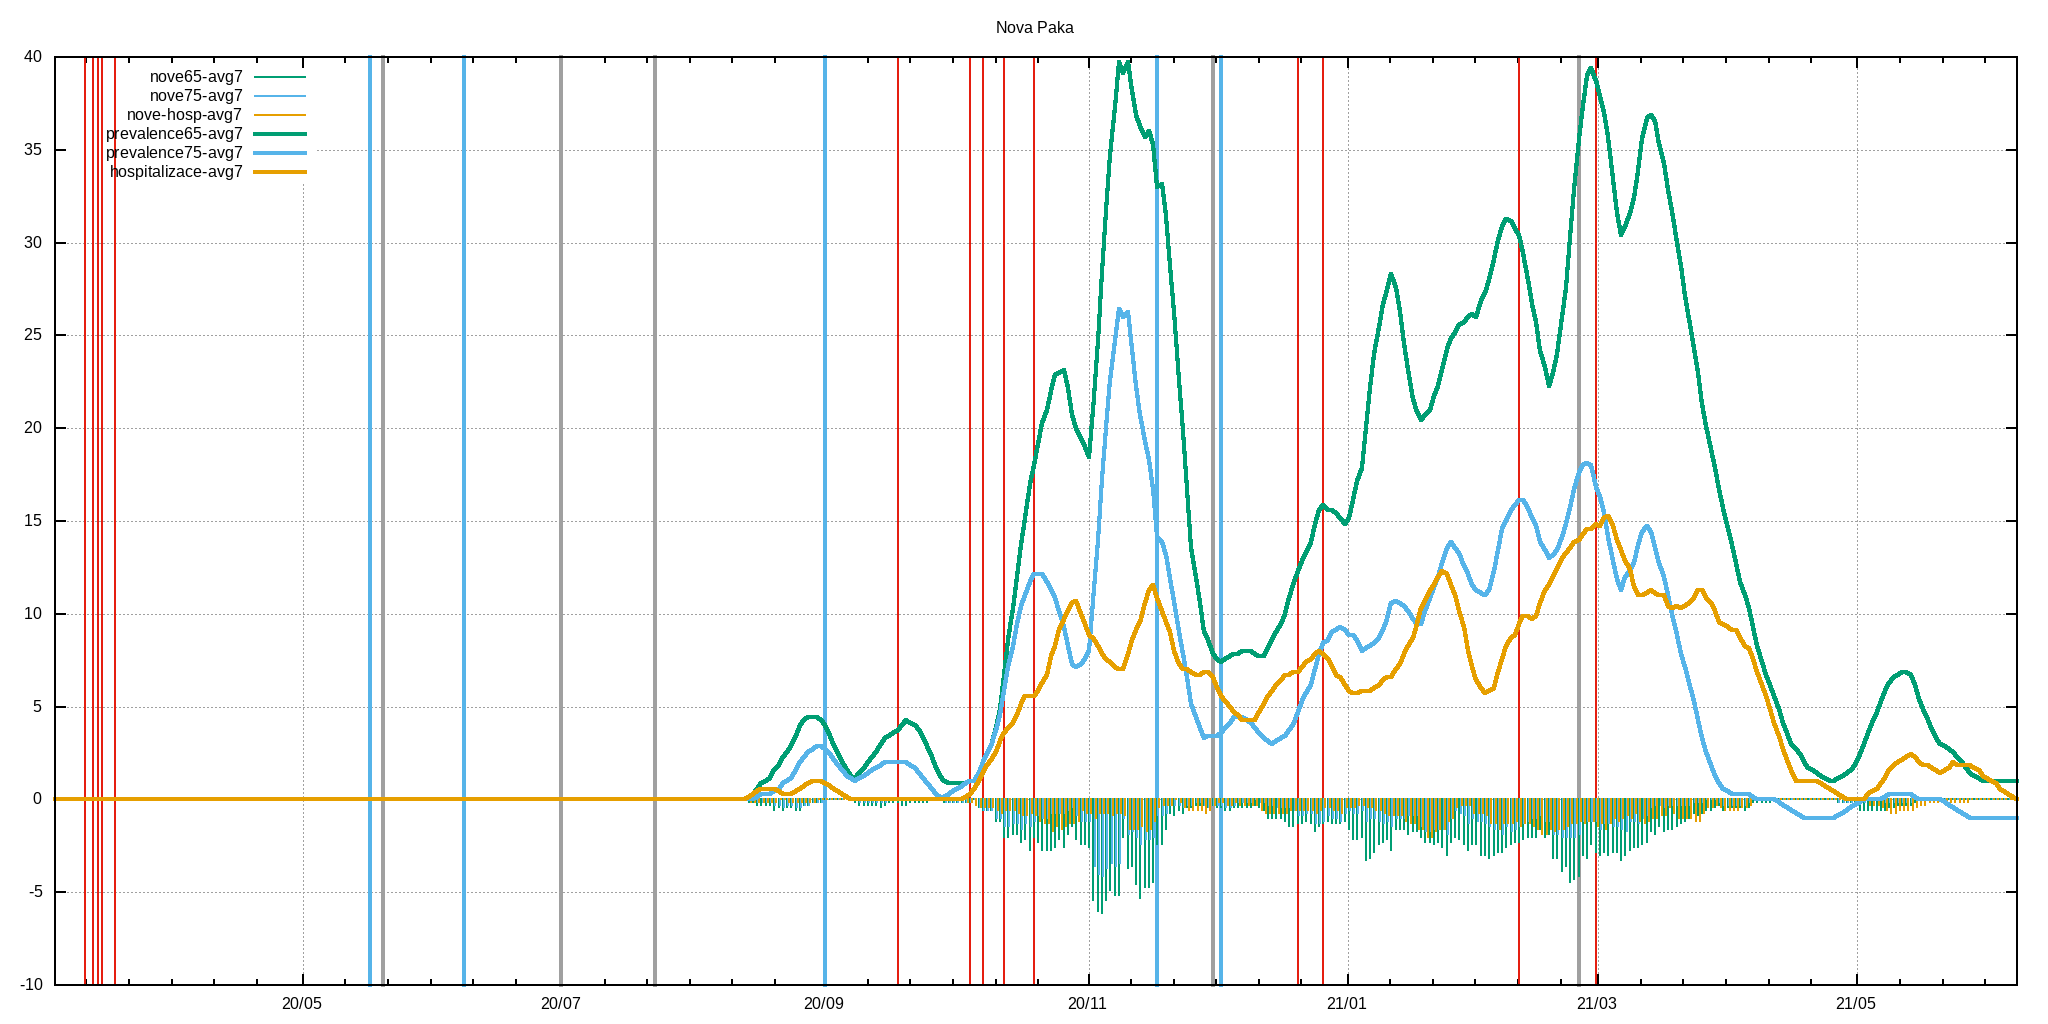 Nova Paka
40
nove65-avg7
nove75-avg7
nove-hosp-avg7
prevalence65-avg7
35
prevalence75-avg7
hospitalizace-avg7
30
25
20
15
10
5
0
-5
-10
20/05 20/07 20/09 20/11 21/01 21/03 21/05